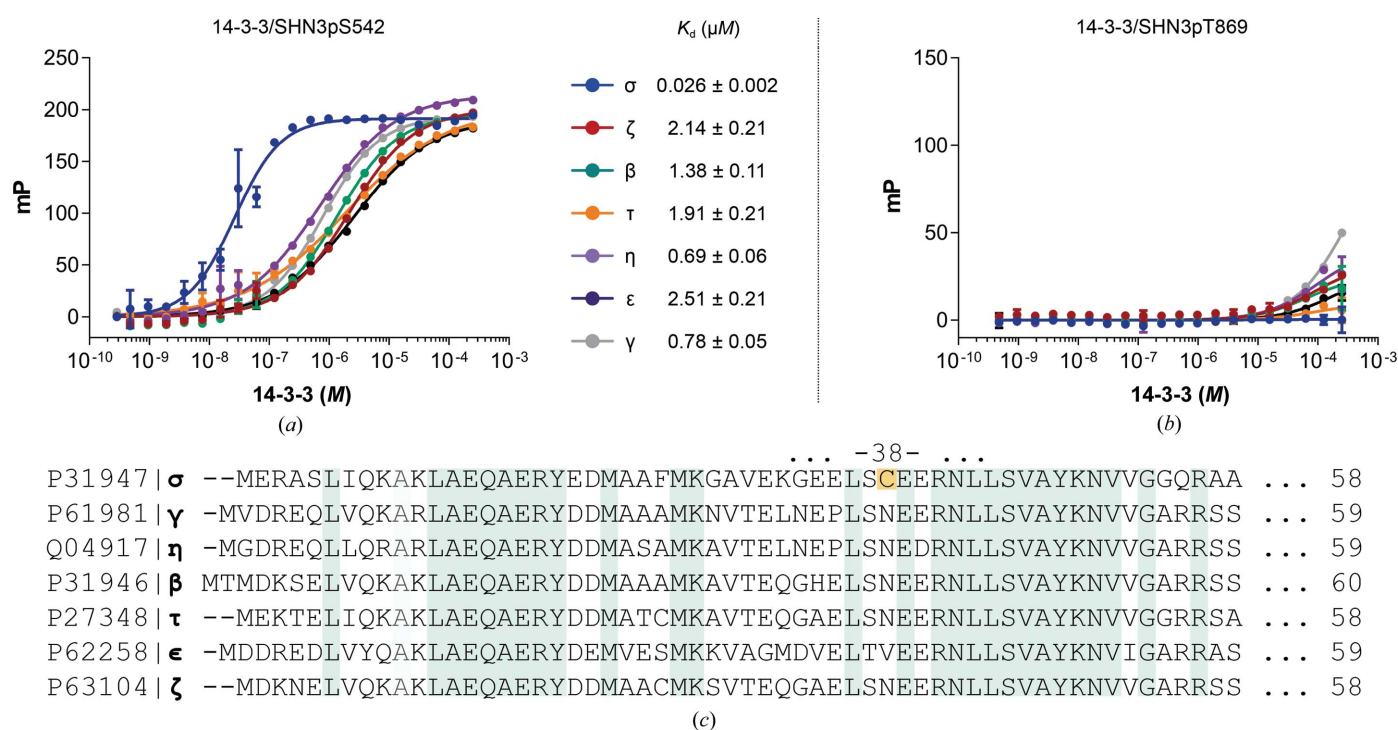 14-3-3/SHN3pS542
Kd (µM)
14-3-3/SHN3pT869
250
200
150
100
50
0
mP
10-10
10-9
10-8
10-7
10-6
10-5
10-4
10-3
14-3-3 (M)
(a)
σ 0.026 ± 0.002
ζ 2.14 ± 0.21
β 1.38 ± 0.11
τ 1.91 ± 0.21
η 0.69 ± 0.06
ε 2.51 ± 0.21
γ 0.78 ± 0.05
150
100
50
0
mP
10-10
10-9
10-8
10-7
10-6
10-5
10-4
10-3
14-3-3 (M)
(b)
... -38- ...
P31947|σ --MERASLIQKAKLAEQAERYEDMAAFMKGAVEKGEELSCEERNLLSVAYKNVVGGQRAA ... 58
P61981|γ -MVDREQLVQKARLAEQAERYDDMAAAMKNVTELNEPLSNEERNLLSVAYKNVVGARRSS ... 59
Q04917|η -MGDREQLLQRARLAEQAERYDDMASAMKAVTELNEPLSNEDRNLLSVAYKNVVGARRSS ... 59
P31946|β MTMDKSELVQKAKLAEQAERYDDMAAAMKAVTEQGHELSNEERNLLSVAYKNVVGARRSS ... 60
P27348|τ --MEKTELIQKAKLAEQAERYDDMATCMKAVTEQGAELSNEERNLLSVAYKNVVGGRRSA ... 58
P62258|ϵ -MDDREDLVYQAKLAEQAERYDEMVESMKKVAGMDVELTVEERNLLSVAYKNVIGARRAS ... 59
P63104|ζ --MDKNELVQKAKLAEQAERYDDMAACMKSVTEQGAELSNEERNLLSVAYKNVVGARRSS ... 58
(c)